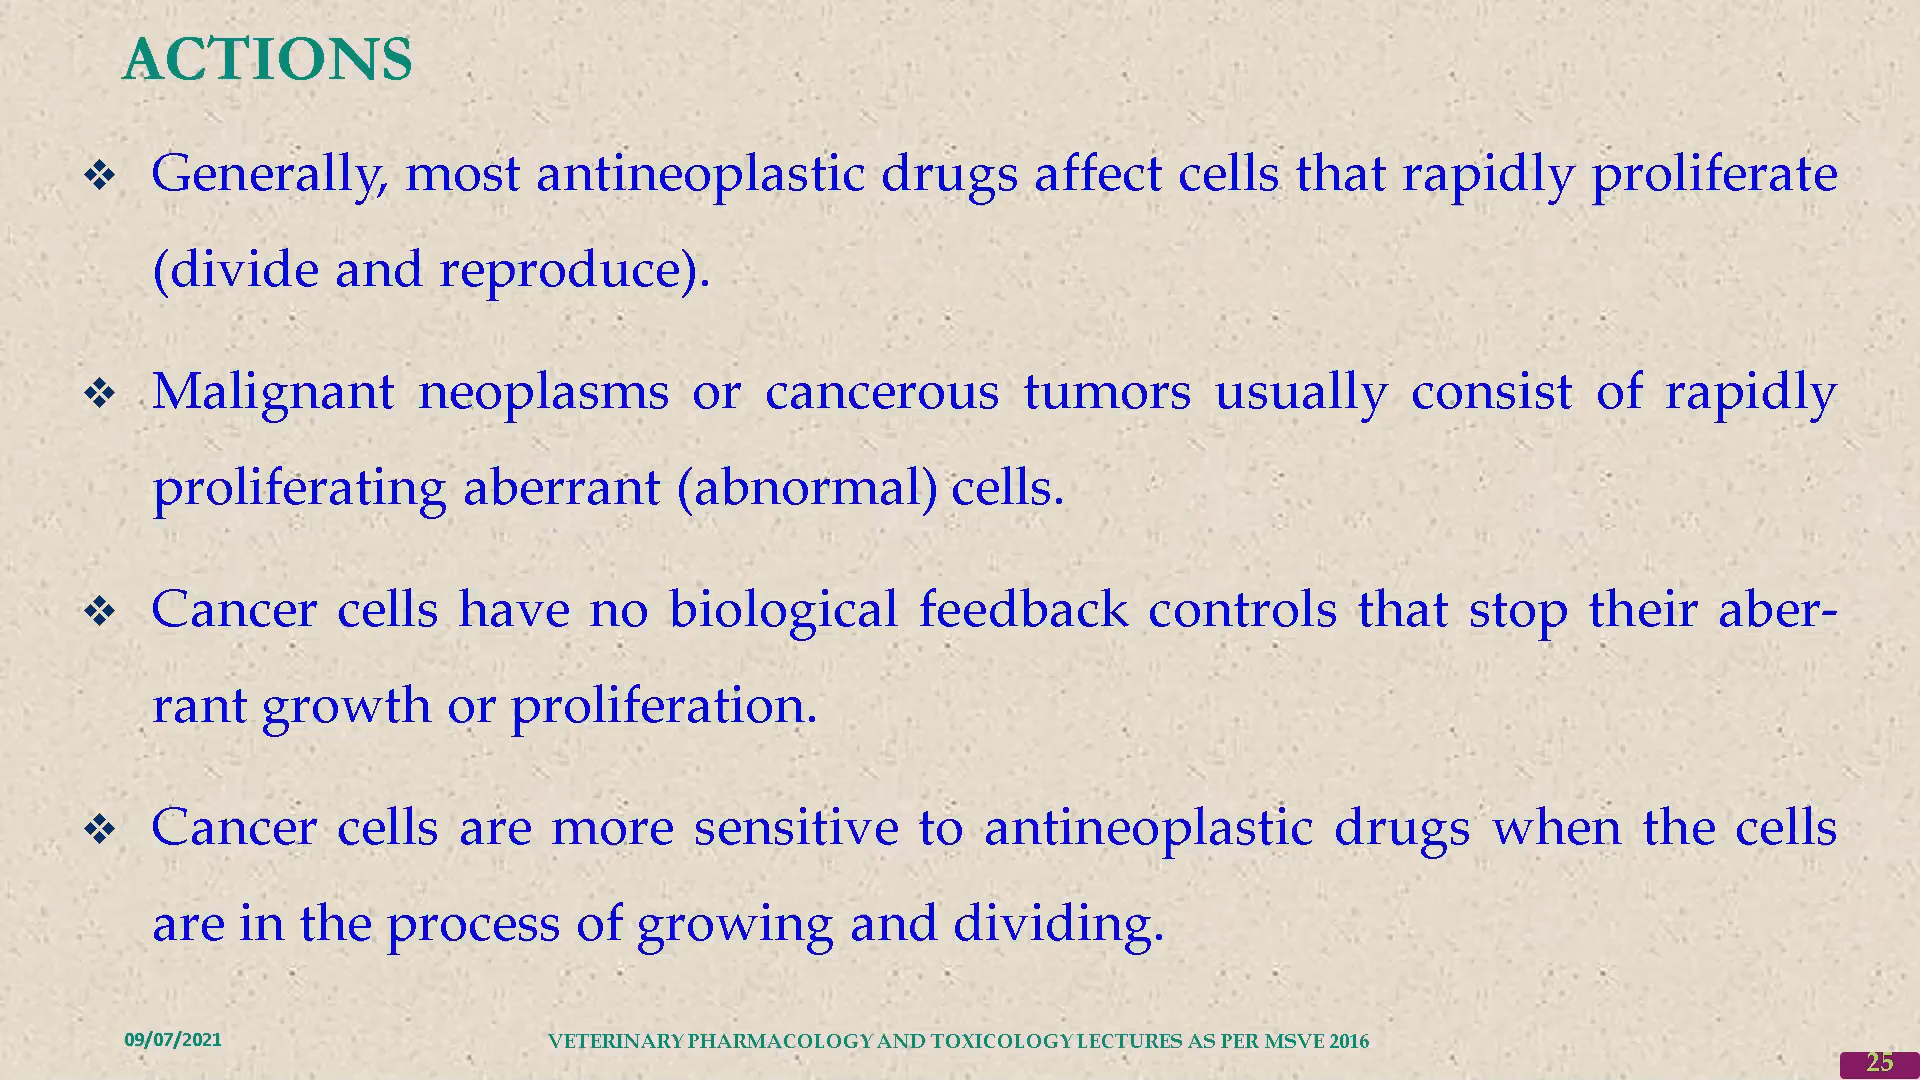 ACTIONS
❖ Generally, most antineoplastic drugs affect cells that rapidly proliferate
(divide and reproduce).
❖ Malignant neoplasms or cancerous tumors usually consist of rapidly
proliferating aberrant (abnormal) cells.
❖ Cancer cells have no biological feedback controls that stop their aber-
rant growth or proliferation.
❖ Cancer cells are more sensitive to antineoplastic drugs when the cells
are in the process of growing and dividing.
09/07/2021
VETERINARY PHARMACOLOGY AND TOXICOLOGY LECTURES AS PER MSVE 2016
25